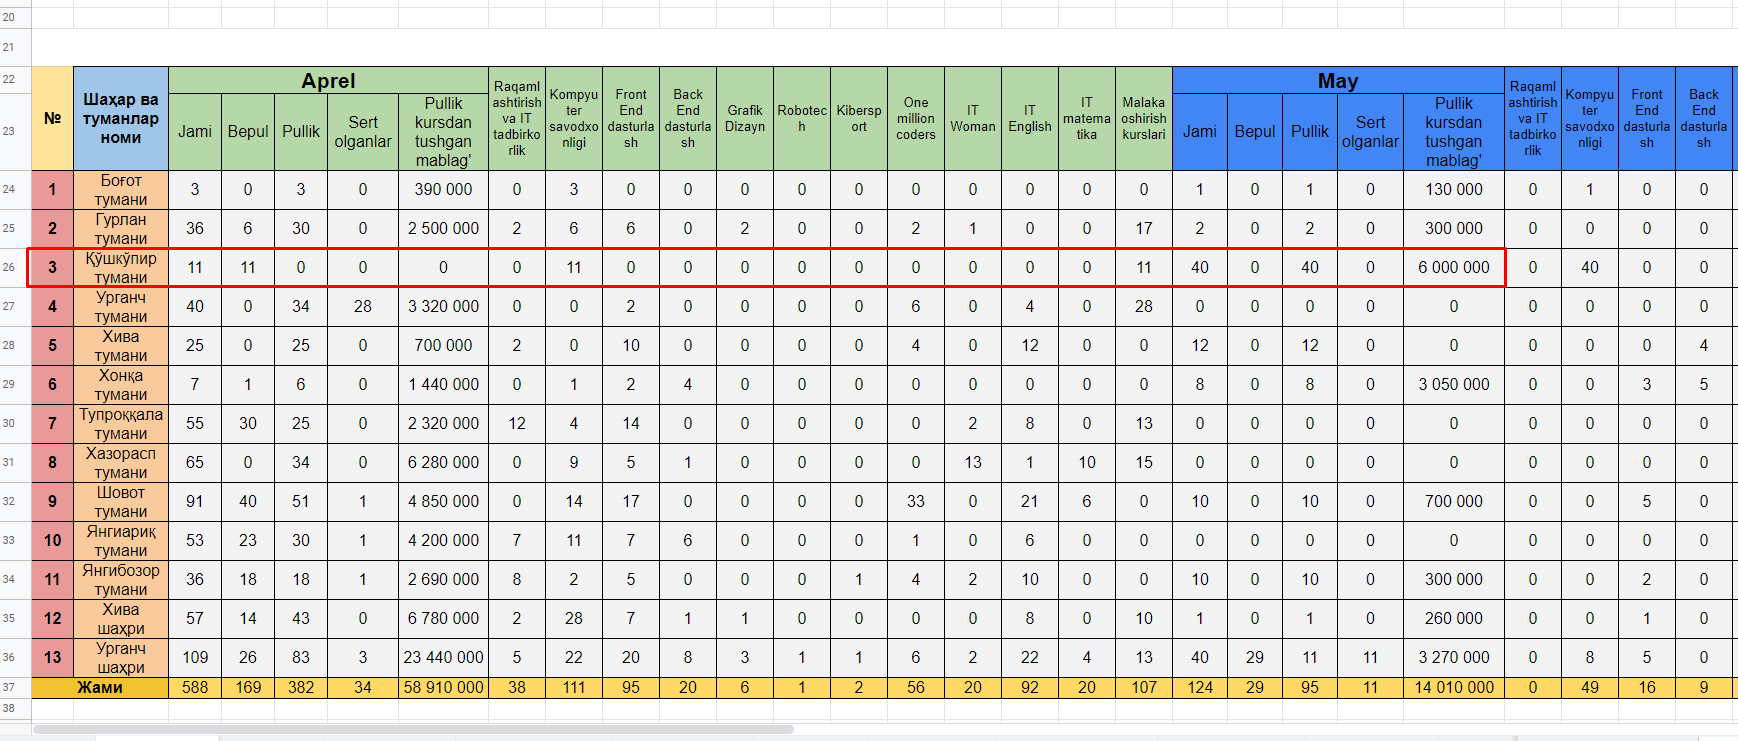 20
21
22
23
№
Шаҳар ва туманлар номи
Aprel
Jami Bepul Pullik Sert olganlar Pullik kursdan tushgan mablag'
Raqamlashtirish va IT tadbirkorlik Kompyuter savodxonligi Front End dasturlash Back End dasturlash Grafik Dizayn Robotech Kibersport One million coders IT Woman IT English IT matematika Malaka oshirish kurslari
May
Jami Bepul Pullik Sert olganlar Pullik kursdan tushgan mablag'
Raqamlashtirish va IT tadbirkorlik Kompyuter savodxonligi Front End dasturlash Back End dasturlash
24 1 Боғот тумани 3 0 3 0 390 000 0 3 0 0 0 0 0 0 0 0 0 0 1 0 1 0 130 000 0 1 0 0
25 2 Гурлан тумани 36 6 30 0 2 500 000 2 6 6 0 2 0 0 2 1 0 0 17 2 0 2 0 300 000 0 0 0 0
26 3 Қўшкўпир тумани 11 11 0 0 0 0 11 0 0 0 0 0 0 0 0 0 11 40 0 40 0 6 000 000 0 40 0 0
27 4 Урганч тумани 40 0 34 28 3 320 000 0 0 2 0 0 0 0 6 0 4 0 28 0 0 0 0 0 0 0 0 0
28 5 Хива тумани 25 0 25 0 700 000 2 0 10 0 0 0 0 4 0 12 0 0 12 0 12 0 0 0 0 0 4
29 6 Хонқа тумани 7 1 6 0 1 440 000 0 1 2 4 0 0 0 0 0 0 0 0 8 0 8 0 3 050 000 0 0 3 5
30 7 Тупроққала тумани 55 30 25 0 2 320 000 12 4 14 0 0 0 0 0 2 8 0 13 0 0 0 0 0 0 0 0 0
31 8 Хазорасп тумани 65 0 34 0 6 280 000 0 9 5 1 0 0 0 0 13 1 10 15 0 0 0 0 0 0 0 0 0
32 9 Шовот тумани 91 40 51 1 4 850 000 0 14 17 0 0 0 0 33 0 21 6 0 10 0 10 0 700 000 0 0 5 0
33 10 Янгиариқ тумани 53 23 30 1 4 200 000 7 11 7 6 0 0 0 1 0 6 0 0 0 0 0 0 0 0 0 0 0
34 11 Янгибозор тумани 36 18 18 1 2 690 000 8 2 5 0 0 0 1 4 2 10 0 0 10 0 10 0 300 000 0 0 2 0
35 12 Хива шаҳри 57 14 43 0 6 780 000 2 28 7 1 1 0 0 0 0 8 0 10 1 0 1 0 260 000 0 0 1 0
36 13 Урганч шаҳри 109 26 83 3 23 440 000 5 22 20 8 3 1 1 6 2 22 4 13 40 29 11 11 3 270 000 0 8 5 0
37 Жами 588 169 382 34 58 910 000 38 111 95 20 6 1 2 56 20 92 20 107 124 29 95 11 14 010 000 0 49 16 9
38